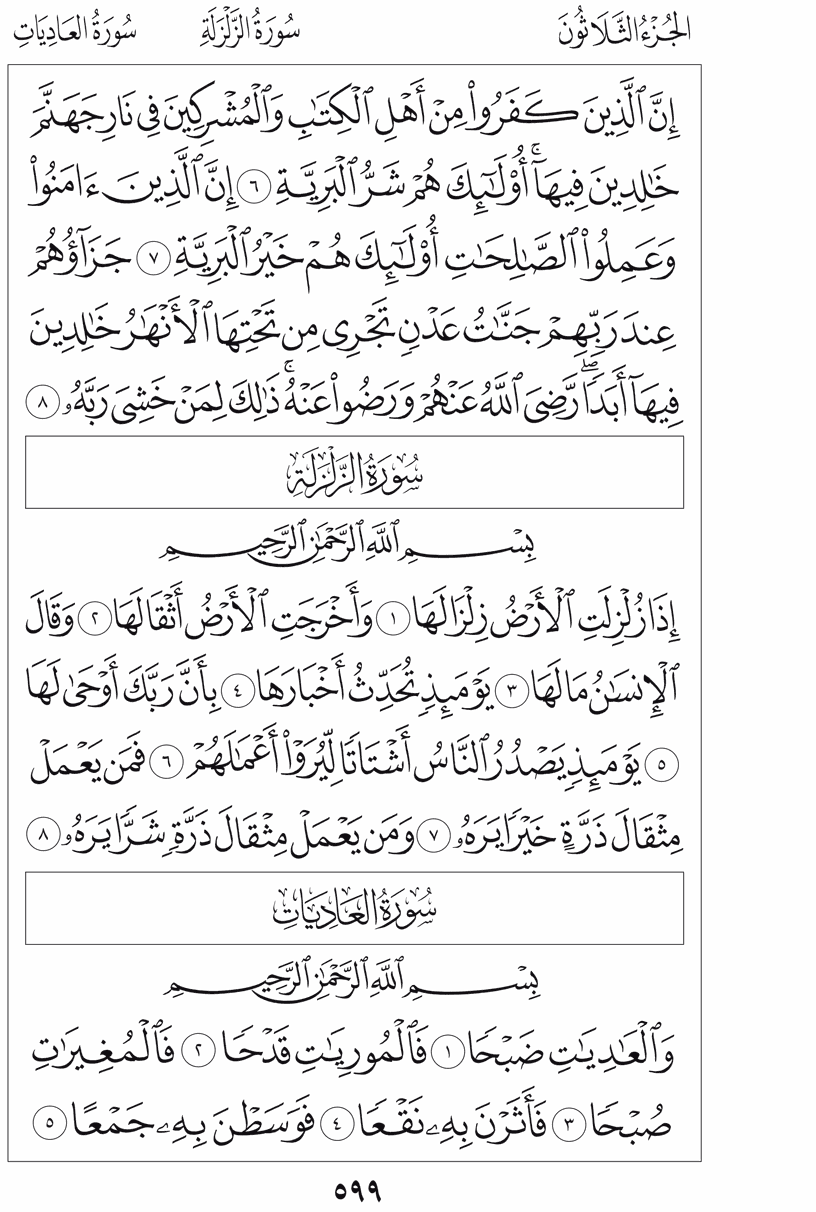 الجُزْءُ الثَّلَاثُونَ سُورَةُ الزَّلْزَلَةِ سُورَةُ العَادِيَاتِ
إِنَّ ٱلَّذِينَ كَفَرُوا۟ مِنْ أَهْلِ ٱلْكِتَٰبِ وَٱلْمُشْرِكِينَ فِى نَارِ جَهَنَّمَ
خَٰلِدِينَ فِيهَآ ۚ أُو۟لَٰٓئِكَ هُمْ شَرُّ ٱلْبَرِيَّةِ ٦ إِنَّ ٱلَّذِينَ ءَامَنُوا۟
وَعَمِلُوا۟ ٱلصَّٰلِحَٰتِ أُو۟لَٰٓئِكَ هُمْ خَيْرُ ٱلْبَرِيَّةِ ٧ جَزَآؤُهُمْ
عِندَ رَبِّهِمْ جَنَّٰتُ عَدْنٍ تَجْرِى مِن تَحْتِهَا ٱلْأَنْهَٰرُ خَٰلِدِينَ
فِيهَآ أَبَدًا ۖ رَّضِىَ ٱللَّهُ عَنْهُمْ وَرَضُوا۟ عَنْهُ ۚ ذَٰلِكَ لِمَنْ خَشِىَ رَبَّهُۥ ٨
سُورَةُ الزَّلْزَلَةِ
بِسْمِ ٱللَّهِ ٱلرَّحْمَٰنِ ٱلرَّحِيمِ
إِذَا زُلْزِلَتِ ٱلْأَرْضُ زِلْزَالَهَا ١ وَأَخْرَجَتِ ٱلْأَرْضُ أَثْقَالَهَا ٢ وَقَالَ
ٱلْإِنسَٰنُ مَا لَهَا ٣ يَوْمَئِذٍ تُحَدِّثُ أَخْبَارَهَا ٤ بِأَنَّ رَبَّكَ أَوْحَىٰ لَهَا
٥ يَوْمَئِذٍ يَصْدُرُ ٱلنَّاسُ أَشْتَاتًا لِّيُرَوْا۟ أَعْمَٰلَهُمْ ٦ فَمَن يَعْمَلْ
مِثْقَالَ ذَرَّةٍ خَيْرًا يَرَهُۥ ٧ وَمَن يَعْمَلْ مِثْقَالَ ذَرَّةٍ شَرًّا يَرَهُۥ ٨
سُورَةُ العَادِيَاتِ
بِسْمِ ٱللَّهِ ٱلرَّحْمَٰنِ ٱلرَّحِيمِ
وَٱلْعَٰدِيَٰتِ ضَبْحًا ١ فَٱلْمُورِيَٰتِ قَدْحًا ٢ فَٱلْمُغِيرَٰتِ
صُبْحًا ٣ فَأَثَرْنَ بِهِۦ نَقْعًا ٤ فَوَسَطْنَ بِهِۦ جَمْعًا ٥
٥٩٩